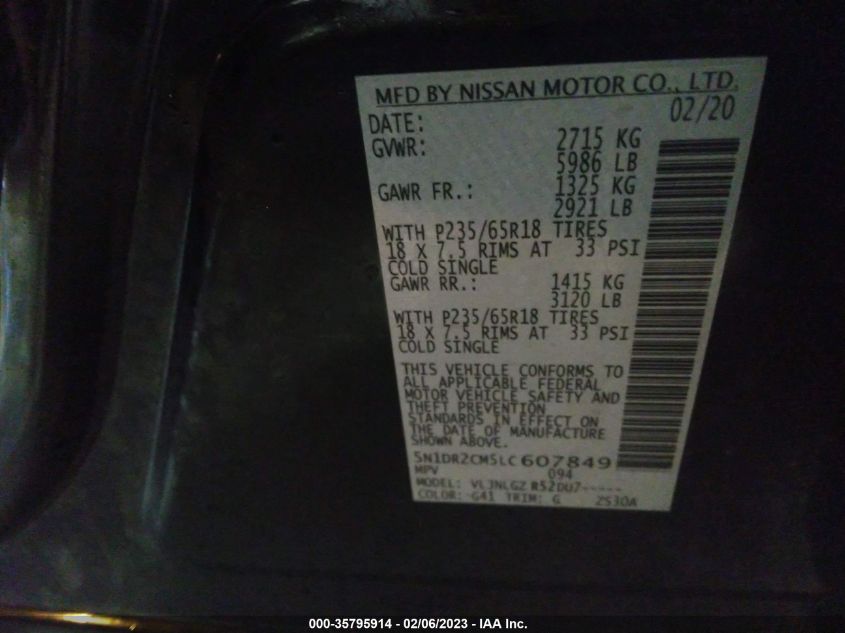 MFD BY NISSAN MOTOR CO., LTD.
DATE: 02/20
GVWR: 2715 KG
5986 LB
GAWR FR.: 1325 KG
2921 LB
WITH P235/65R18 TIRES
18 X 7.5 RIMS AT 33 PSI
COLD SINGLE
GAWR RR.: 1415 KG
3120 LB
WITH P235/65R18 TIRES
18 X 7.5 RIMS AT 33 PSI
COLD SINGLE
THIS VEHICLE CONFORMS TO
ALL APPLICABLE FEDERAL
MOTOR VEHICLE SAFETY AND
THEFT PREVENTION
STANDARDS IN EFFECT ON
THE DATE OF MANUFACTURE
SHOWN ABOVE.
5N1DR2CM5LC607849
MPV 094
MODEL: VLJNLGZ R52DU7-----
COLOR: G41 TRIM: G 2530A
000-35795914 - 02/06/2023 - IAA Inc.